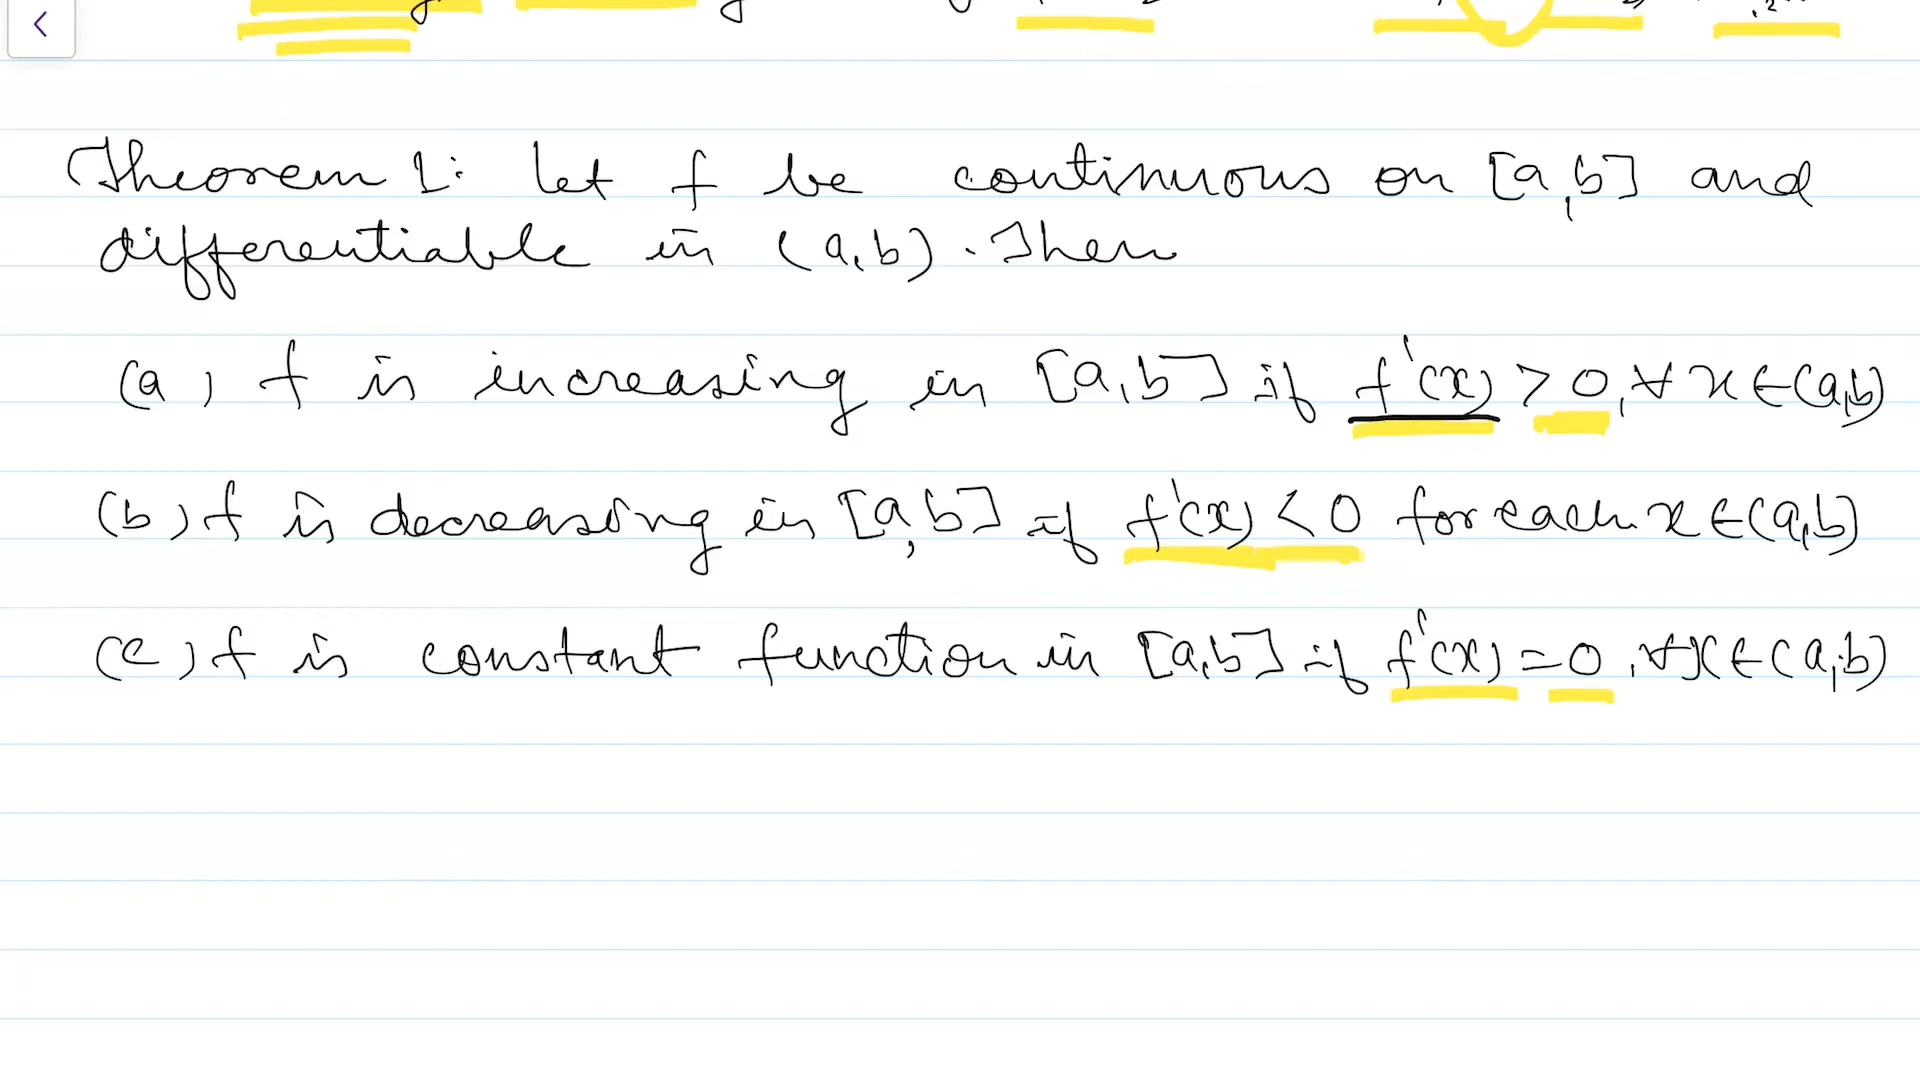 Theorem 1: Let f be continuous on [a,b] and
differentiable in (a,b). Then
(a) f is increasing in [a,b] if f'(x) > 0, ∀ x ∈ (a,b)
(b) f is decreasing in [a,b] if f'(x) < 0 for each x ∈ (a,b)
(c) f is constant function in [a,b] if f'(x) = 0, ∀ x ∈ (a,b)